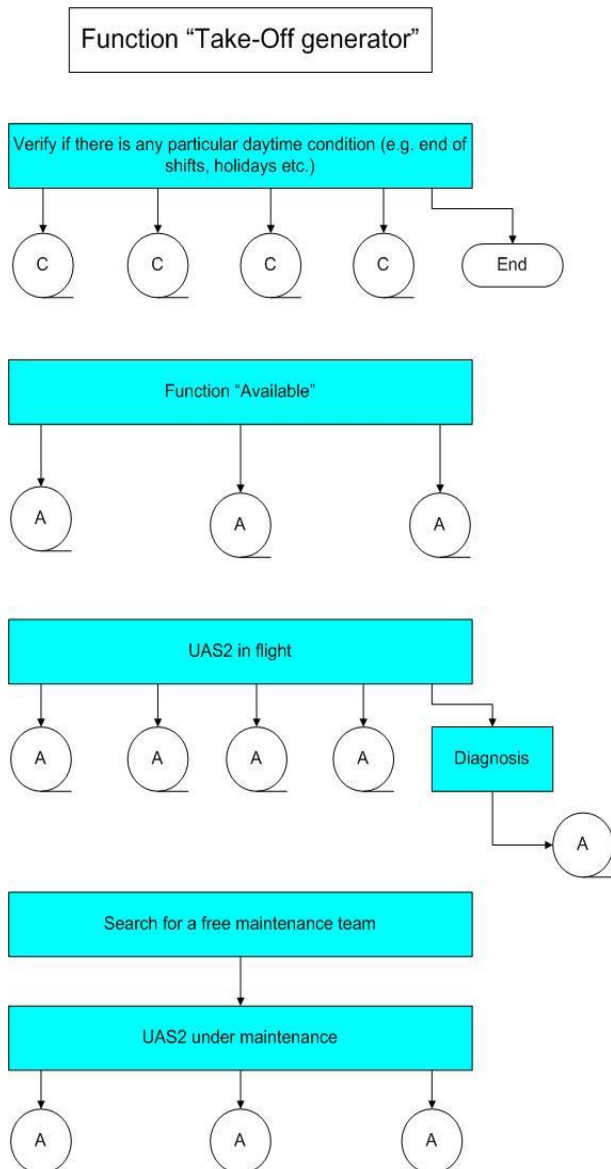 Function “Take-Off generator”
Verify if there is any particular daytime condition (e.g. end of
shifts, holidays etc.)
C
C
C
C
End
Function “Available”
A
A
A
UAS2 in flight
A
A
A
A
Diagnosis
A
Search for a free maintenance team
UAS2 under maintenance
A
A
A